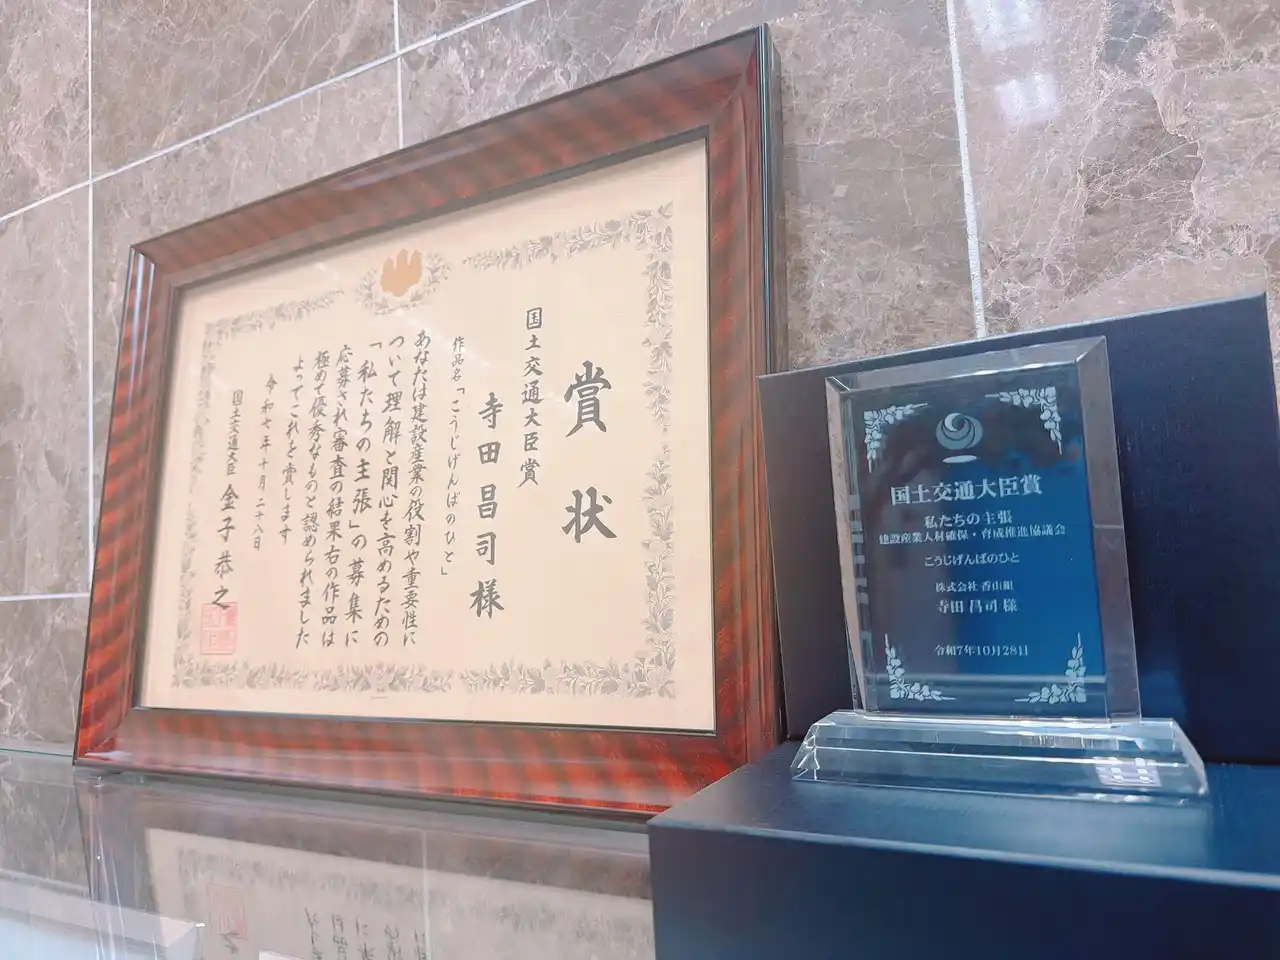 賞状
国土交通大臣賞
寺田昌司様
作品名「こうじげんばのひと」
あなたは建設産業の役割や重要性に
ついて理解と関心を高めるための
「私たちの主張」の募集に
応募され審査の結果右の作品は
極めて優秀なものと認められました
よってこれを賞します
令和七年十月二十八日
国土交通大臣 金子恭之
国土交通大臣賞
私たちの主張
建設産業人材確保・育成推進協議会
こうじげんばのひと
株式会社 香山組
寺田 昌司 様
令和7年10月28日